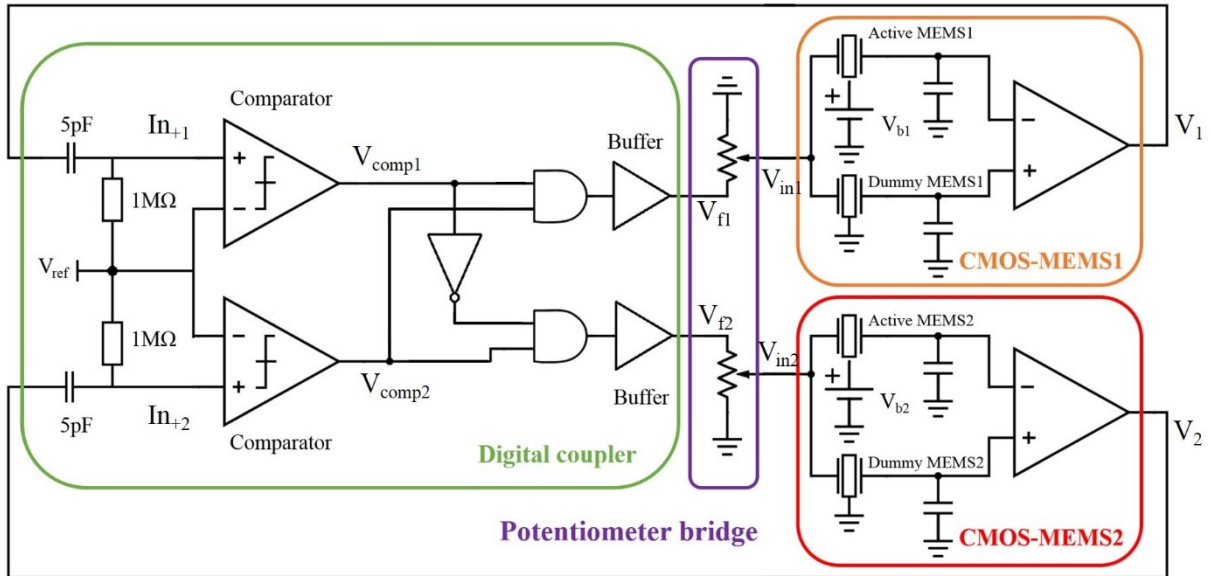 Active MEMS1
Comparator
5pF
In+1
Vcomp1
Buffer
Vb1
V1
1MΩ
Vin1
Dummy MEMS1
Vf1
Vref
CMOS-MEMS1
1MΩ
Vf2
Active MEMS2
Vin2
Vcomp2
Buffer
Vb2
5pF
In+2
Comparator
V2
Digital coupler
Dummy MEMS2
Potentiometer bridge
CMOS-MEMS2